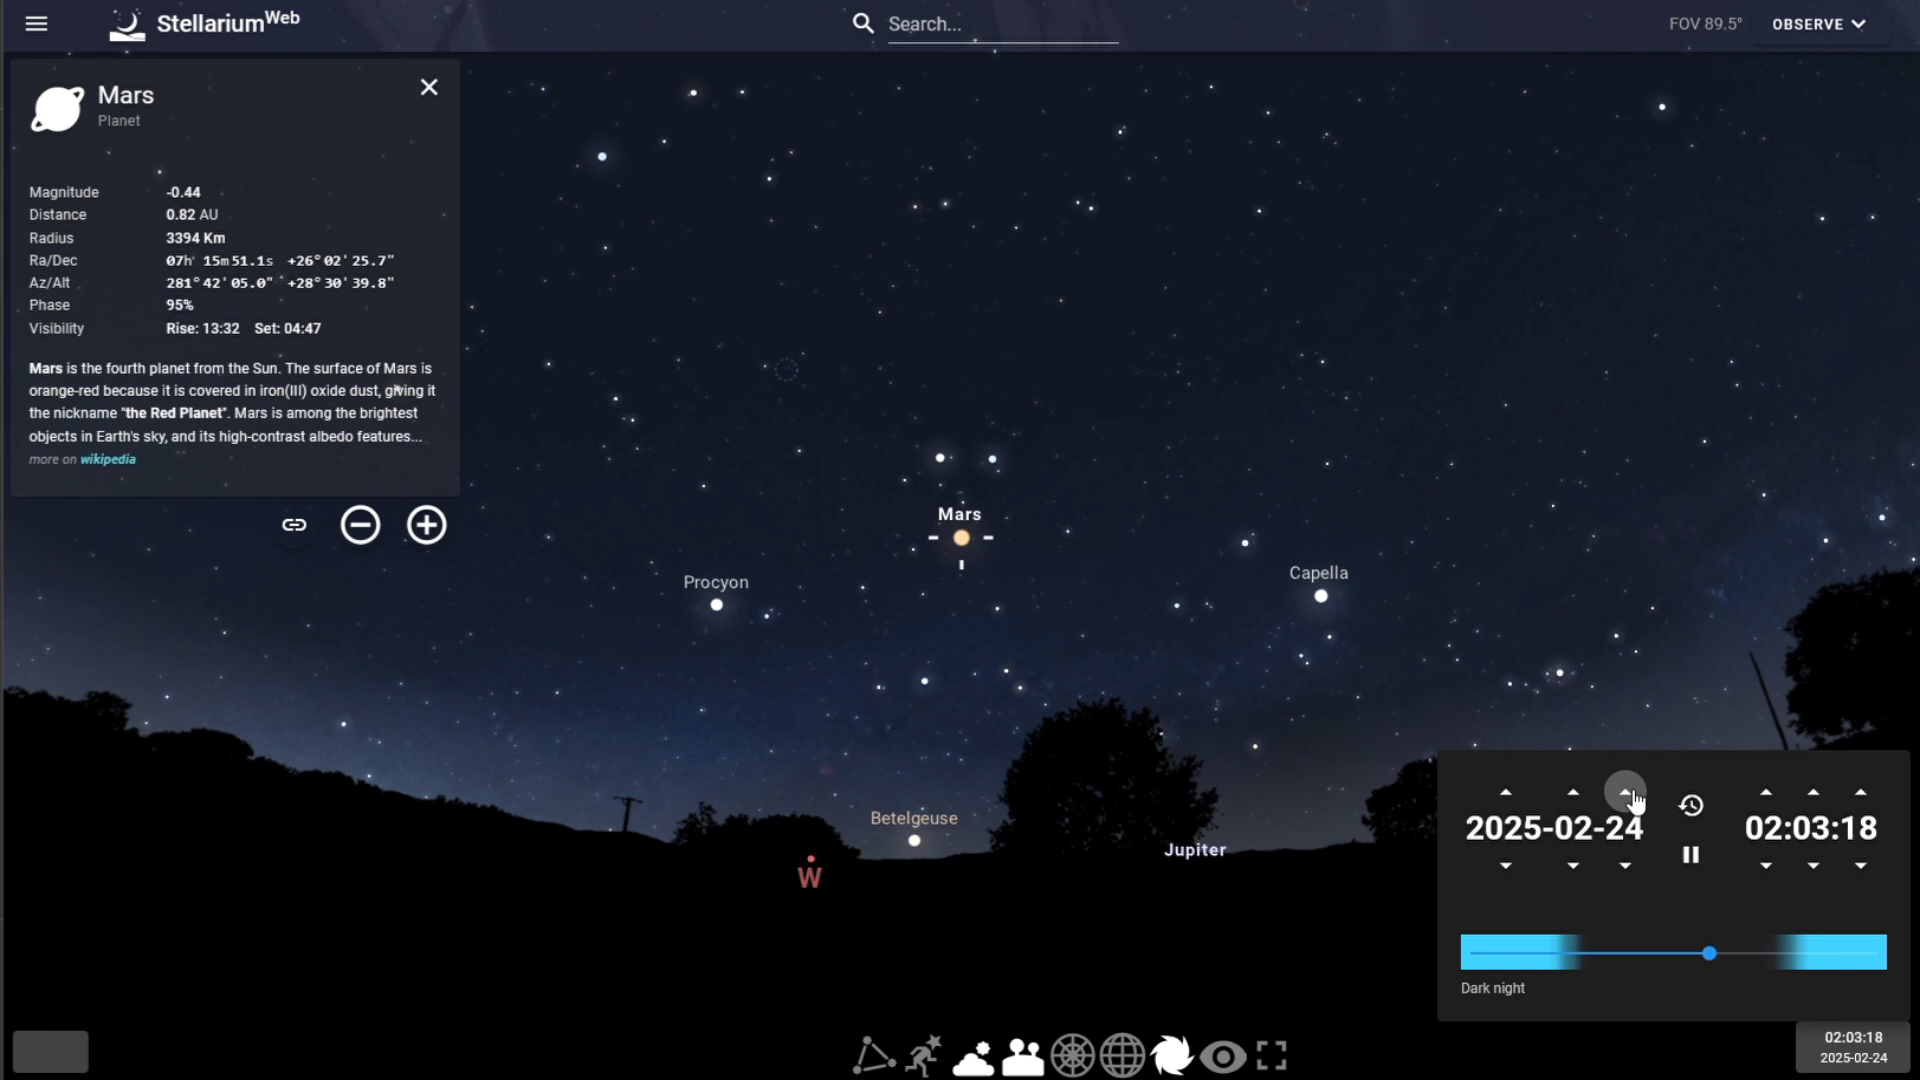 StellariumWeb
Search...
FOV 89.5°
OBSERVE
Mars
Planet
Magnitude -0.44
Distance 0.82 AU
Radius 3394 Km
Ra/Dec 07h 15m 51.1s +26° 02' 25.7"
Az/Alt 281° 42' 05.0" +28° 30' 39.8"
Phase 95%
Visibility Rise: 13:32 Set: 04:47
Mars is the fourth planet from the Sun. The surface of Mars is
orange-red because it is covered in iron(III) oxide dust, giving it
the nickname "the Red Planet". Mars is among the brightest
objects in Earth's sky, and its high-contrast albedo features...
more on wikipedia
Mars
Procyon
Capella
Betelgeuse
Jupiter
W
2025-02-24
02:03:18
Dark night
02:03:18
2025-02-24